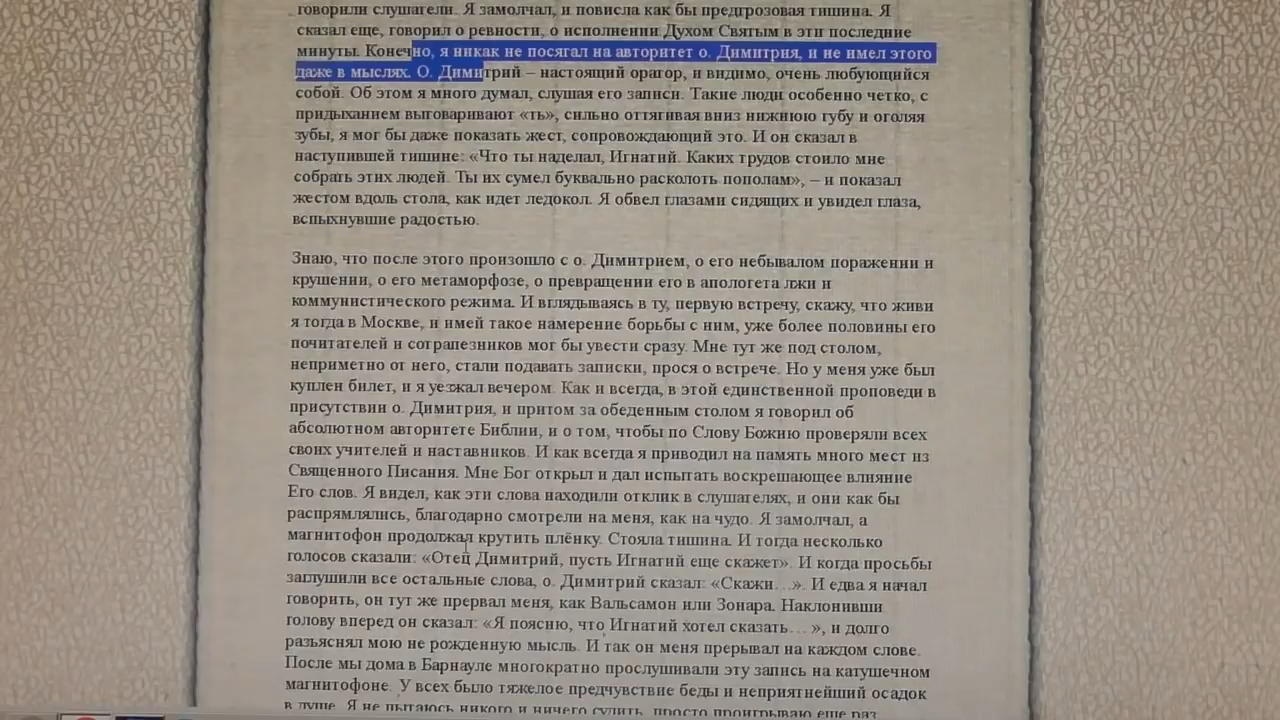 говорили слушатели. Я замолчал, и повисла как бы предгрозовая тишина. Я
сказал еще, говорил о ревности, о исполнении Духом Святым в эти последние
минуты. Конечно, я никак не посягал на авторитет о. Димитрия, и не имел этого
даже в мыслях. О. Димитрий – настоящий оратор, и видимо, очень любующийся
собой. Об этом я много думал, слушая его записи. Такие люди особенно четко, с
придыханием выговаривают «ть», сильно оттягивая вниз нижнюю губу и оголяя
зубы, я мог бы даже показать жест, сопровождающий это. И он сказал в
наступившей тишине: «Что ты наделал, Игнатий. Каких трудов стоило мне
собрать этих людей. Ты их сумел буквально расколоть пополам», – и показал
жестом вдоль стола, как идет ледокол. Я обвел глазами сидящих и увидел глаза,
вспыхнувшие радостью.
Знаю, что после этого произошло с о. Димитрием, о его небывалом поражении и
крушении, о его метаморфозе, о превращении его в апологета лжи и
коммунистического режима. И вглядываясь в ту, первую встречу, скажу, что живи
я тогда в Москве, и имей такое намерение борьбы с ним, уже более половины его
почитателей и сотрапезников мог бы увести сразу. Мне тут же под столом,
неприметно от него, стали подавать записки, прося о встрече. Но у меня уже был
куплен билет, и я уезжал вечером. Как и всегда, в этой единственной проповеди в
присутствии о. Димитрия, и притом за обеденным столом я говорил об
абсолютном авторитете Библии, и о том, чтобы по Слову Божию проверяли всех
своих учителей и наставников. И как всегда я приводил на память много мест из
Священного Писания. Мне Бог открыл и дал испытать воскрешающее влияние
Его слов. Я видел, как эти слова находили отклик в слушателях, и они как бы
распрямлялись, благодарно смотрели на меня, как на чудо. Я замолчал, а
магнитофон продолжал крутить плёнку. Стояла тишина. И тогда несколько
голосов сказали: «Отец Димитрий, пусть Игнатий еще скажет». И когда просьбы
заглушили все остальные слова, о. Димитрий сказал: «Скажи…». И едва я начал
говорить, он тут же прервал меня, как Вальсамон или Зонара. Наклонивши
голову вперед он сказал: «Я поясню, что Игнатий хотел сказать… », и долго
разъяснял мою не рожденную мысль. И так он меня прерывал на каждом слове.
После мы дома в Барнауле многократно прослушивали эту запись на катушечном
магнитофоне. У всех было тяжелое предчувствие беды и неприятнейший осадок
в душе. Я не пытаюсь никого и ничего судить, просто проигрываю еще раз